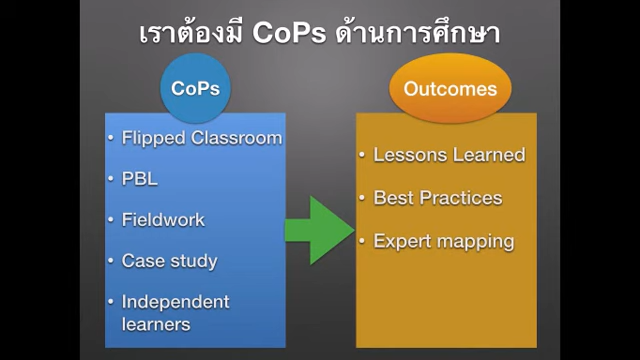 เราต้องมี CoPs ด้านการศึกษา
CoPs
• Flipped Classroom
• PBL
• Fieldwork
• Case study
• Independent
learners
Outcomes
• Lessons Learned
• Best Practices
• Expert mapping